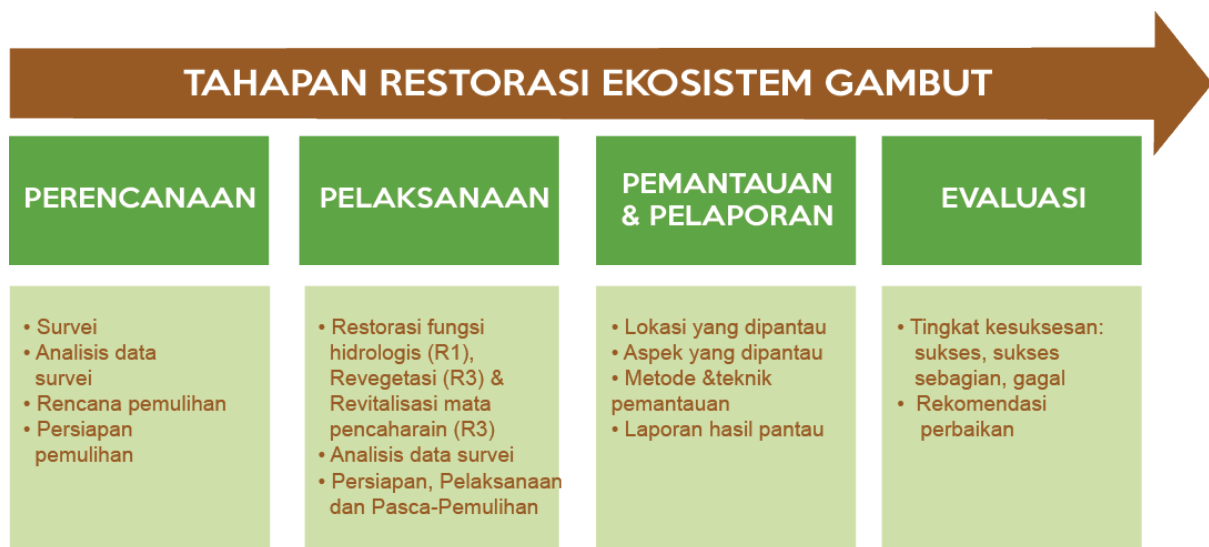 TAHAPAN RESTORASI EKOSISTEM GAMBUT
PERENCANAAN
• Survei
• Analisis data
survei
• Rencana pemulihan
• Persiapan
pemulihan
PELAKSANAAN
• Restorasi fungsi
hidrologis (R1),
Revegetasi (R3) &
Revitalisasi mata
pencaharain (R3)
• Analisis data survei
• Persiapan, Pelaksanaan
dan Pasca-Pemulihan
PEMANTAUAN
& PELAPORAN
• Lokasi yang dipantau
• Aspek yang dipantau
• Metode &teknik
pemantauan
• Laporan hasil pantau
EVALUASI
• Tingkat kesuksesan:
sukses, sukses
sebagian, gagal
• Rekomendasi
perbaikan